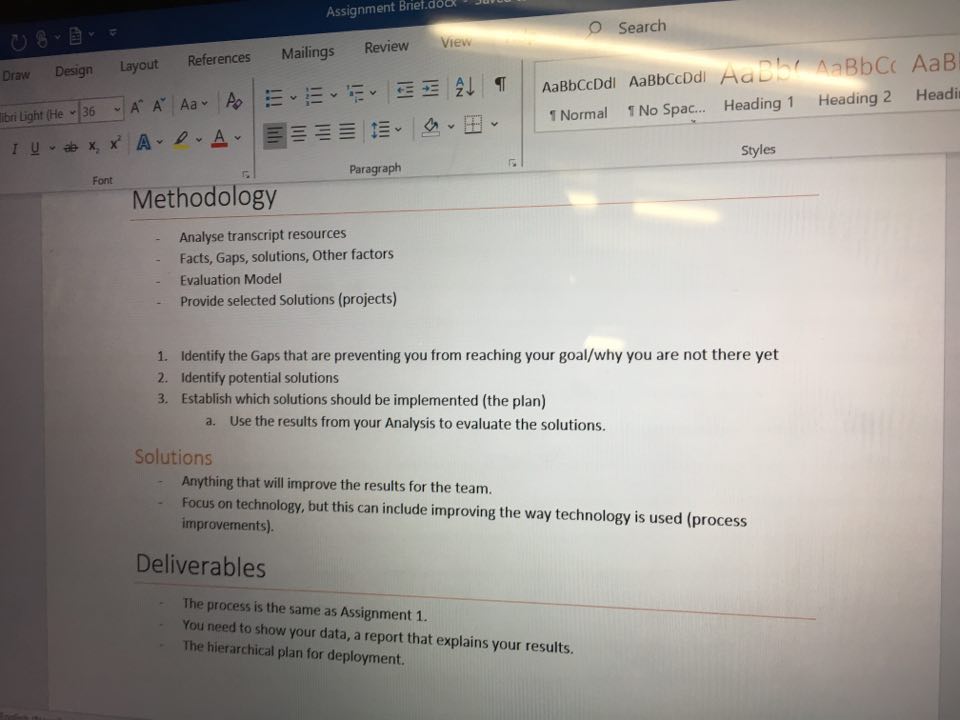 Assignment Brief.docx
Search
Draw Design Layout References Mailings Review View
Light (He 36 Aa
I U ab x₂ x² A A
Font
Paragraph
AaBbCcDdI AaBbCcDdI AaBb( AaBbCc AaB
¶ Normal ¶ No Spac... Heading 1 Heading 2 Headi
Styles
Methodology
- Analyse transcript resources
- Facts, Gaps, solutions, Other factors
- Evaluation Model
- Provide selected Solutions (projects)
1. Identify the Gaps that are preventing you from reaching your goal/why you are not there yet
2. Identify potential solutions
3. Establish which solutions should be implemented (the plan)
a. Use the results from your Analysis to evaluate the solutions.
Solutions
- Anything that will improve the results for the team.
- Focus on technology, but this can include improving the way technology is used (process
improvements).
Deliverables
- The process is the same as Assignment 1.
- You need to show your data, a report that explains your results.
- The hierarchical plan for deployment.